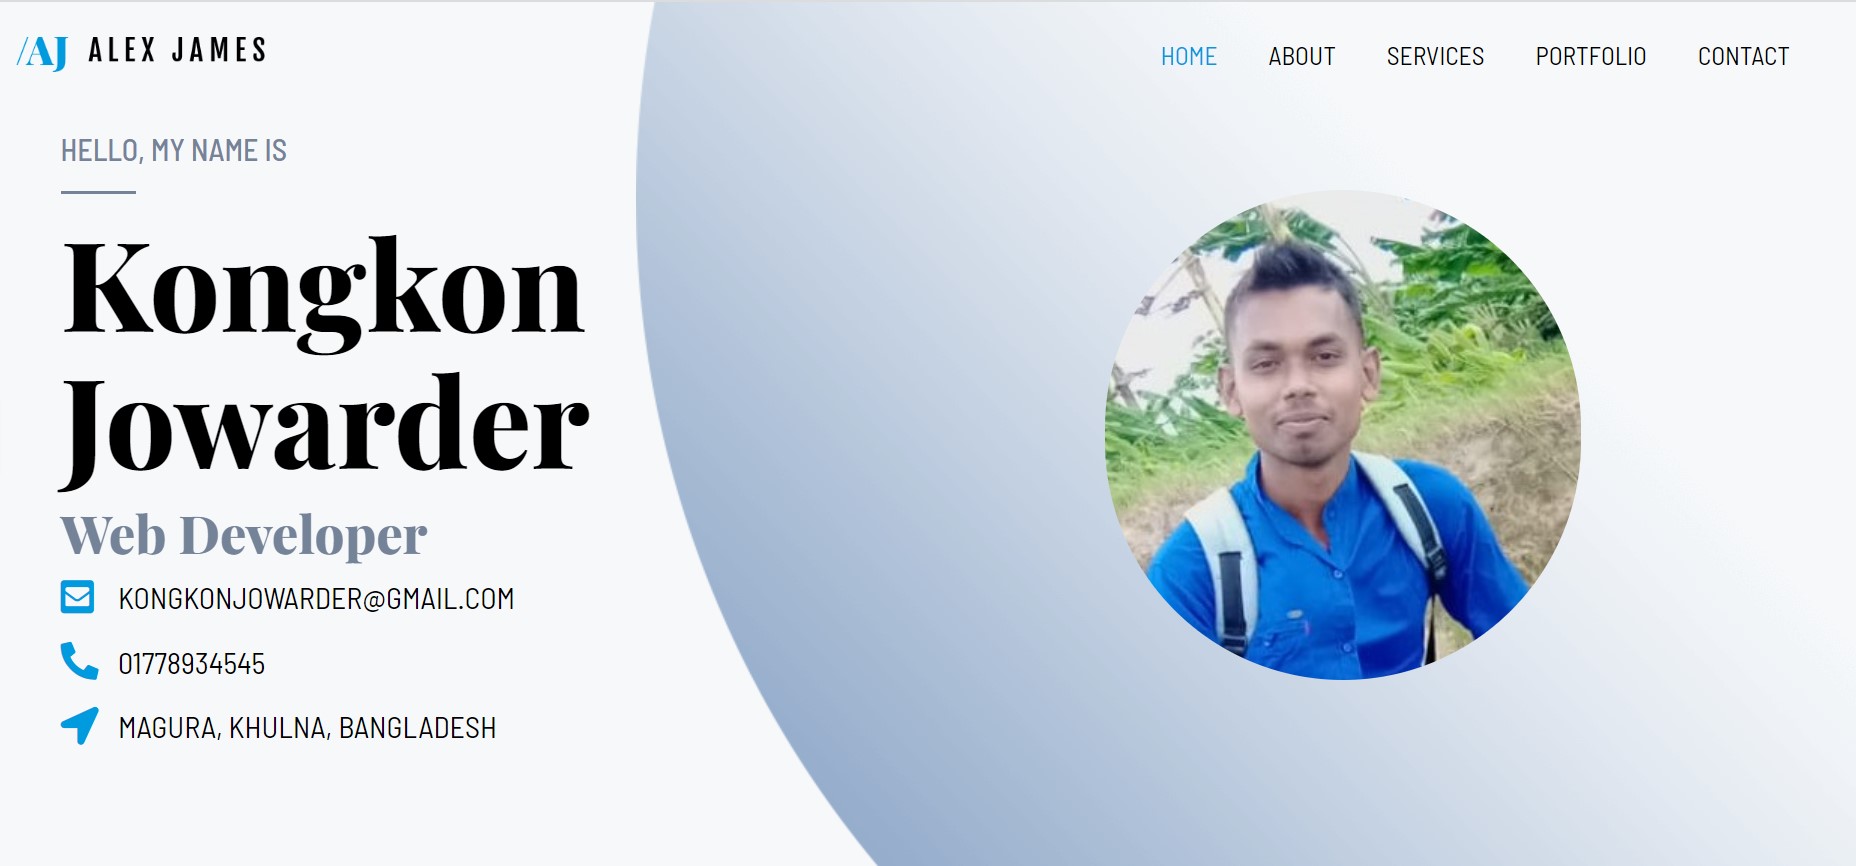 /AJ ALEX JAMES
HOME ABOUT SERVICES PORTFOLIO CONTACT
HELLO, MY NAME IS
Kongkon
Jowarder
Web Developer
KONGKONJOWARDER@GMAIL.COM
01778934545
MAGURA, KHULNA, BANGLADESH